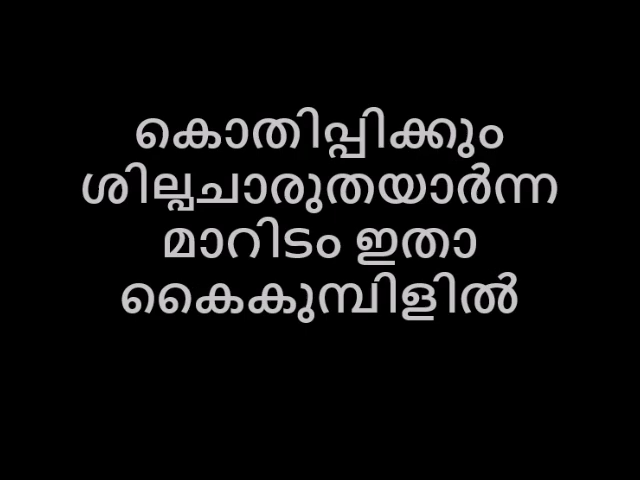 കൊതിപ്പിക്കും
ശില്പചാരുതയാർന്ന
മാറിടം ഇതാ
കൈകുമ്പിളിൽ